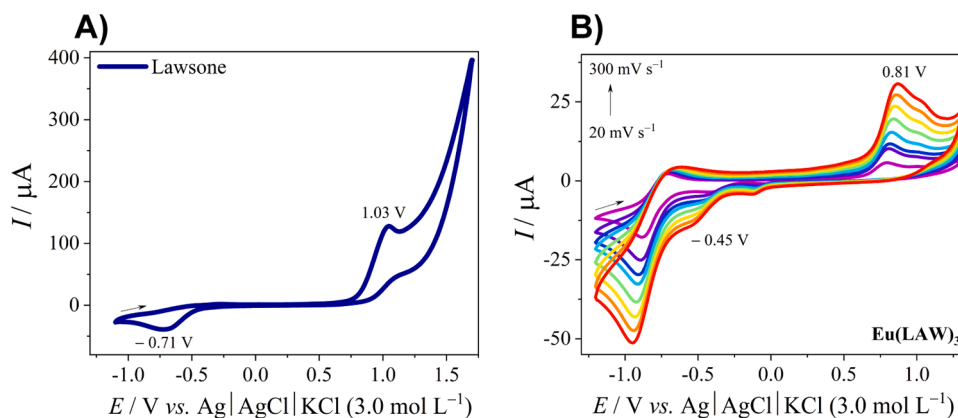 A)
Lawsone
400
300
200
100
0
1.03 V
− 0.71 V
-1.0 -0.5 0.0 0.5 1.0 1.5
I / µA
E / V vs. Ag|AgCl|KCl (3.0 mol L⁻¹)
B)
300 mV s⁻¹
20 mV s⁻¹
0.81 V
25
0
-25
-50
− 0.45 V
Eu(LAW)₃
-1.0 -0.5 0.0 0.5 1.0
I / µA
E / V vs. Ag|AgCl|KCl (3.0 mol L⁻¹)